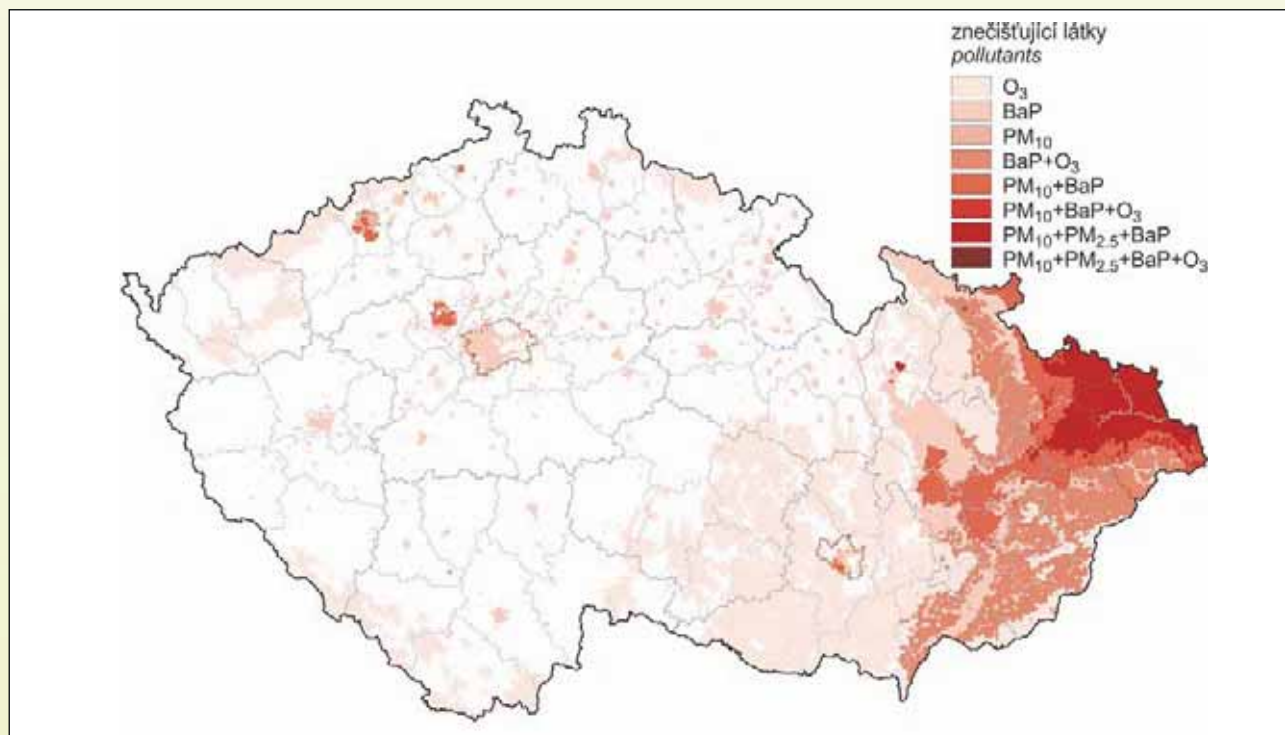 znečišťující látky
pollutants
O₃
BaP
PM₁₀
BaP+O₃
PM₁₀+BaP
PM₁₀+BaP+O₃
PM₁₀+PM₂.₅+BaP
PM₁₀+PM₂.₅+BaP+O₃